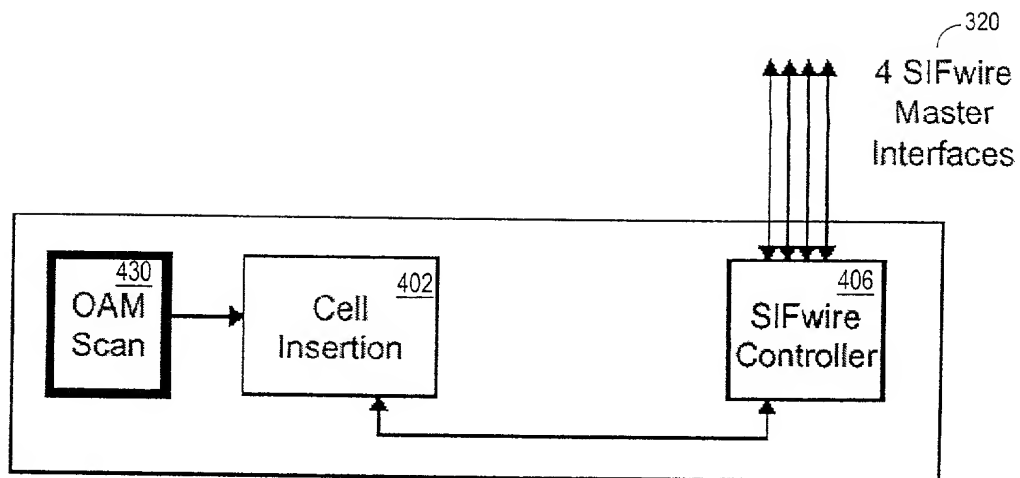 320
4 SIFwire
Master
Interfaces
430
OAM
Scan
402
Cell
Insertion
406
SIFwire
Controller